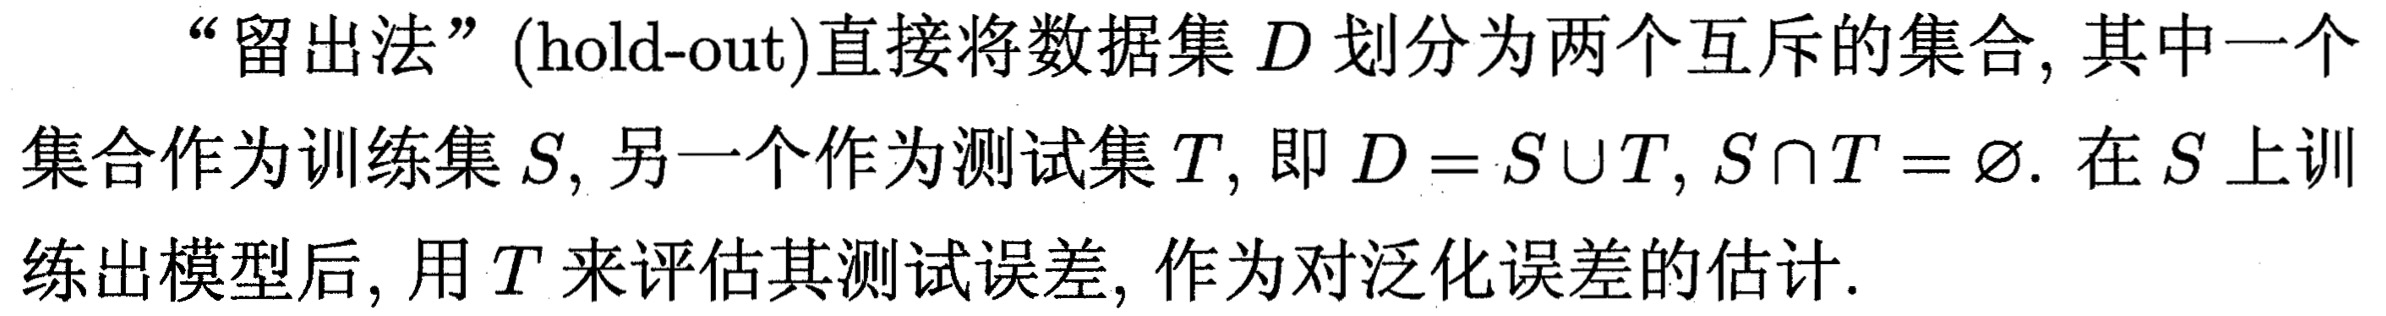 “留出法” (hold-out)直接将数据集 D 划分为两个互斥的集合, 其中一个
集合作为训练集 S, 另一个作为测试集 T, 即 D = S ∪ T, S ∩ T = ∅. 在 S 上训
练出模型后, 用 T 来评估其测试误差, 作为对泛化误差的估计.